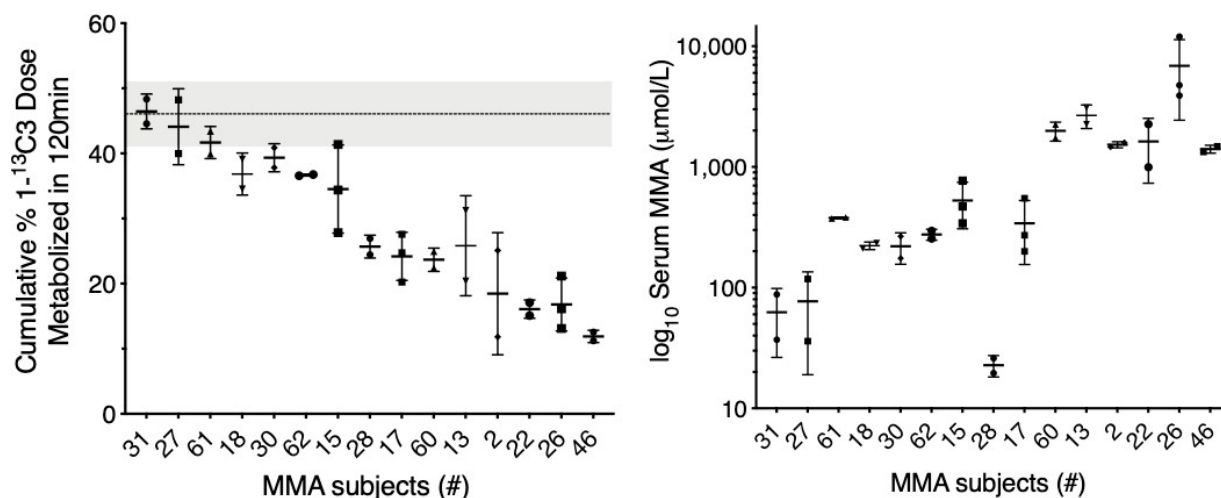 Cumulative % 1-¹³C3 Dose
Metabolized in 120min
60
40
20
0
31 27 61 18 30 62 15 28 17 60 13 2 22 26 46
MMA subjects (#)
log₁₀ Serum MMA (μmol/L)
10,000
1,000
100
10
31 27 61 18 30 62 15 28 17 60 13 2 22 26 46
MMA subjects (#)